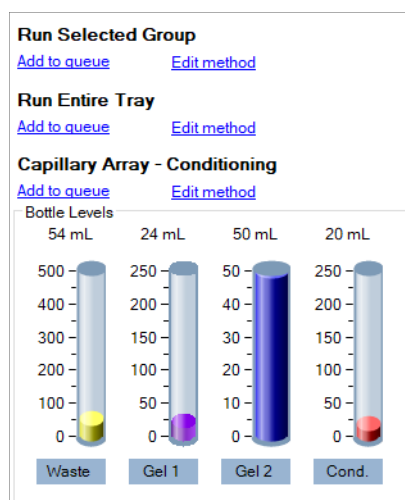 Run Selected Group
Add to queue Edit method
Run Entire Tray
Add to queue Edit method
Capillary Array - Conditioning
Add to queue Edit method
Bottle Levels
54 mL 24 mL 50 mL 20 mL
500 250 50 250
400 200 40 200
300 150 30 150
200 100 20 100
100 50 10 50
0 0 0 0
Waste Gel 1 Gel 2 Cond.